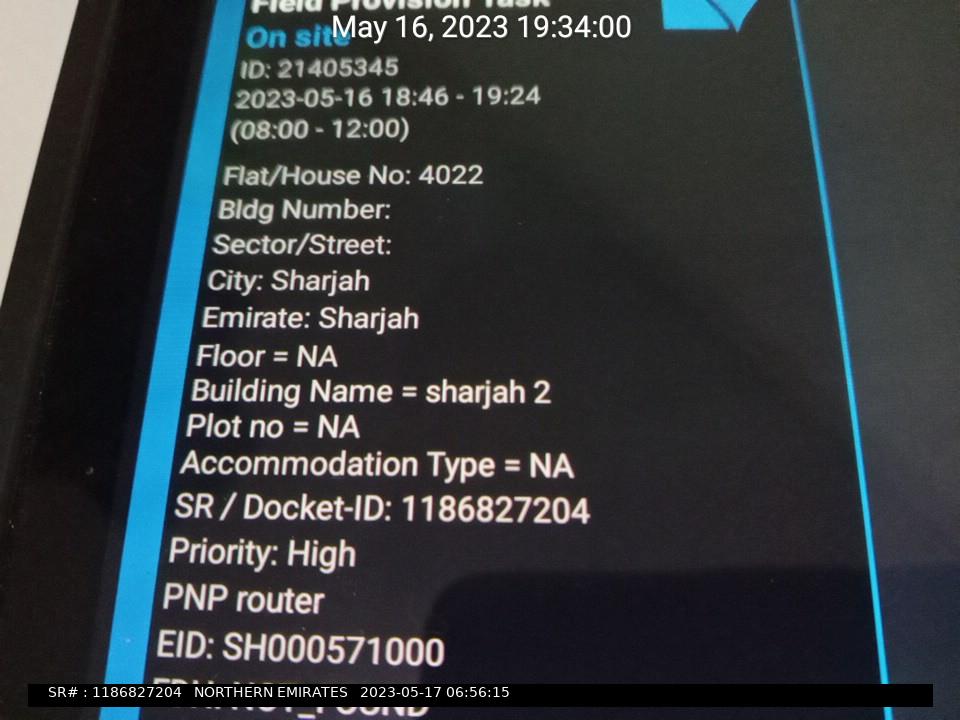 Field Provision Task
May 16, 2023 19:34:00
On site
ID: 21405345
2023-05-16 18:46 - 19:24
(08:00 - 12:00)
Flat/House No: 4022
Bldg Number:
Sector/Street:
City: Sharjah
Emirate: Sharjah
Floor = NA
Building Name = sharjah 2
Plot no = NA
Accommodation Type = NA
SR / Docket-ID: 1186827204
Priority: High
PNP router
EID: SH000571000
NOT_FOUND
SR# : 1186827204 NORTHERN EMIRATES 2023-05-17 06:56:15